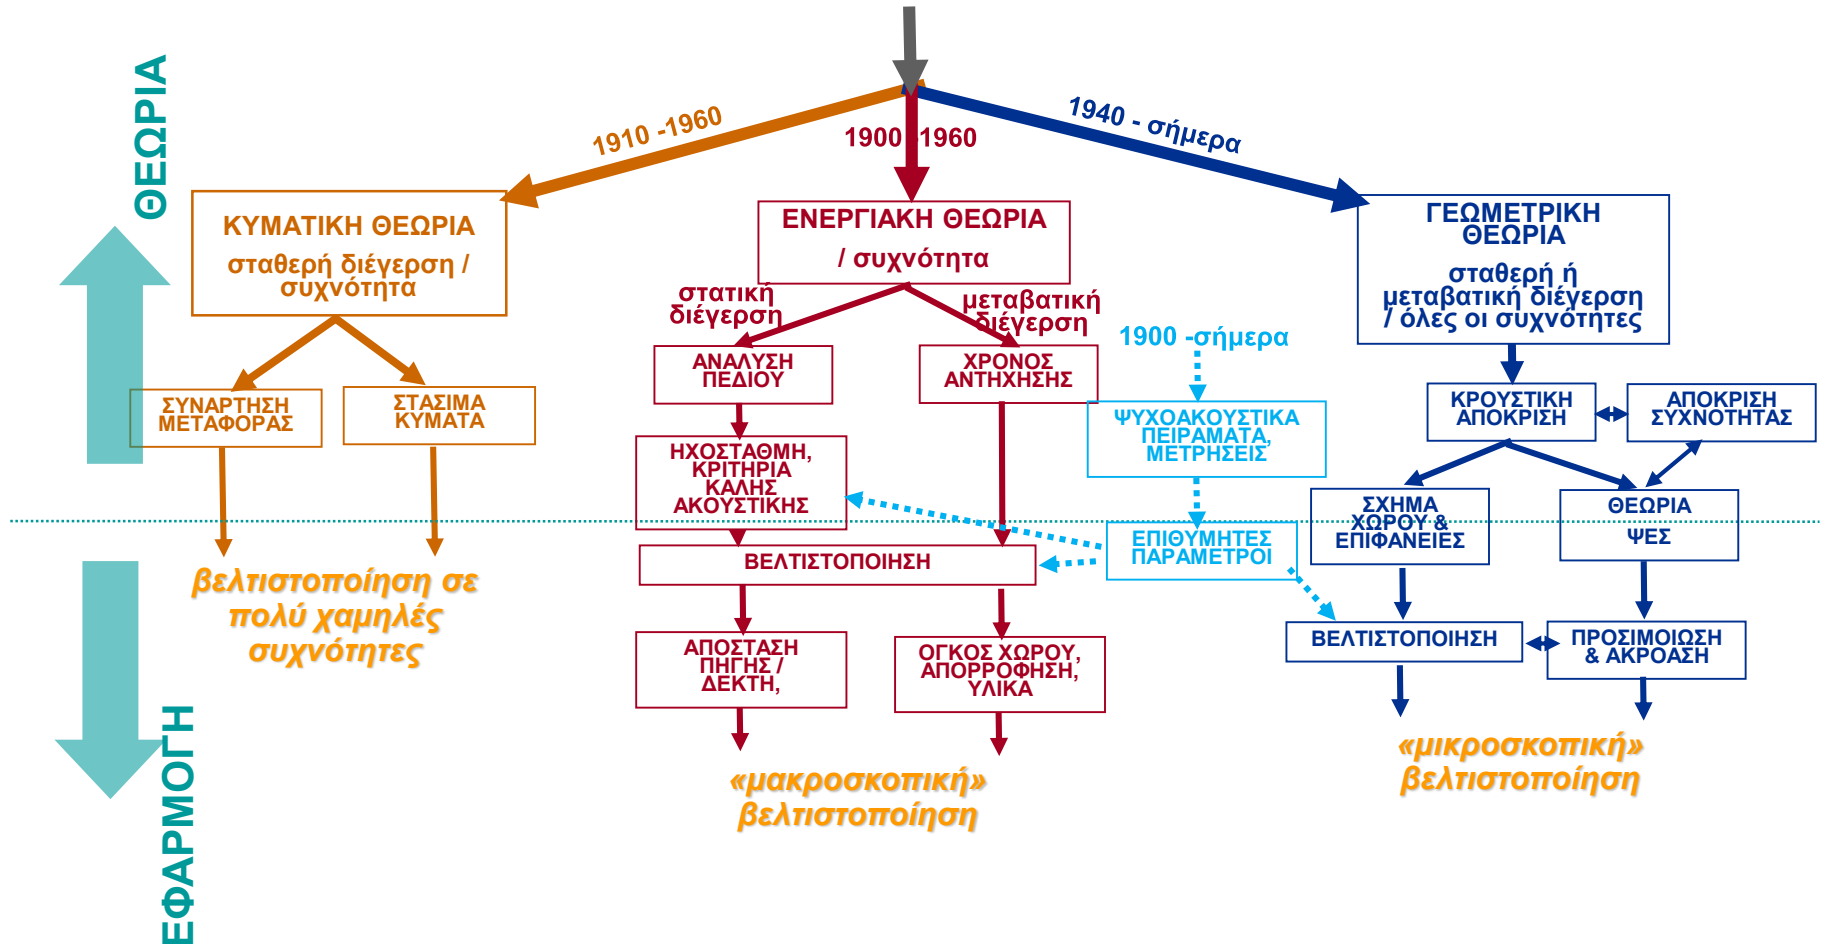 ΘΕΩΡΙΑ
1910 -1960
1900 -1960
1940 - σήμερα
ΚΥΜΑΤΙΚΗ ΘΕΩΡΙΑ
σταθερή διέγερση /
συχνότητα
ΣΥΝΑΡΤΗΣΗ
ΜΕΤΑΦΟΡΑΣ
ΣΤΑΣΙΜΑ
ΚΥΜΑΤΑ
βελτιστοποίηση σε
πολύ χαμηλές
συχνότητες
ΕΝΕΡΓΙΑΚΗ ΘΕΩΡΙΑ
/ συχνότητα
στατική
διέγερση
μεταβατική
διέγερση
ΑΝΑΛΥΣΗ
ΠΕΔΙΟΥ
ΧΡΟΝΟΣ
ΑΝΤΗΧΗΣΗΣ
ΗΧΟΣΤΑΘΜΗ,
ΚΡΙΤΗΡΙΑ
ΚΑΛΗΣ
ΑΚΟΥΣΤΙΚΗΣ
ΒΕΛΤΙΣΤΟΠΟΙΗΣΗ
ΑΠΟΣΤΑΣΗ
ΠΗΓΗΣ /
ΔΕΚΤΗ,
ΟΓΚΟΣ ΧΩΡΟΥ,
ΑΠΟΡΡΟΦΗΣΗ,
ΥΛΙΚΑ
«μακροσκοπική»
βελτιστοποίηση
1900 -σήμερα
ΨΥΧΟΑΚΟΥΣΤΙΚΑ
ΠΕΙΡΑΜΑΤΑ,
ΜΕΤΡΗΣΕΙΣ
ΕΠΙΘΥΜΗΤΕΣ
ΠΑΡΑΜΕΤΡΟΙ
ΓΕΩΜΕΤΡΙΚΗ
ΘΕΩΡΙΑ
σταθερή ή
μεταβατική διέγερση
/ όλες οι συχνότητες
ΚΡΟΥΣΤΙΚΗ
ΑΠΟΚΡΙΣΗ
ΑΠΟΚΡΙΣΗ
ΣΥΧΝΟΤΗΤΑΣ
ΣΧΗΜΑ
ΧΩΡΟΥ &
ΕΠΙΦΑΝΕΙΕΣ
ΘΕΩΡΙΑ
ΨΕΣ
ΒΕΛΤΙΣΤΟΠΟΙΗΣΗ
ΠΡΟΣΙΜΟΙΩΣΗ
& ΑΚΡΟΑΣΗ
«μικροσκοπική»
βελτιστοποίηση
ΕΦΑΡΜΟΓΗ